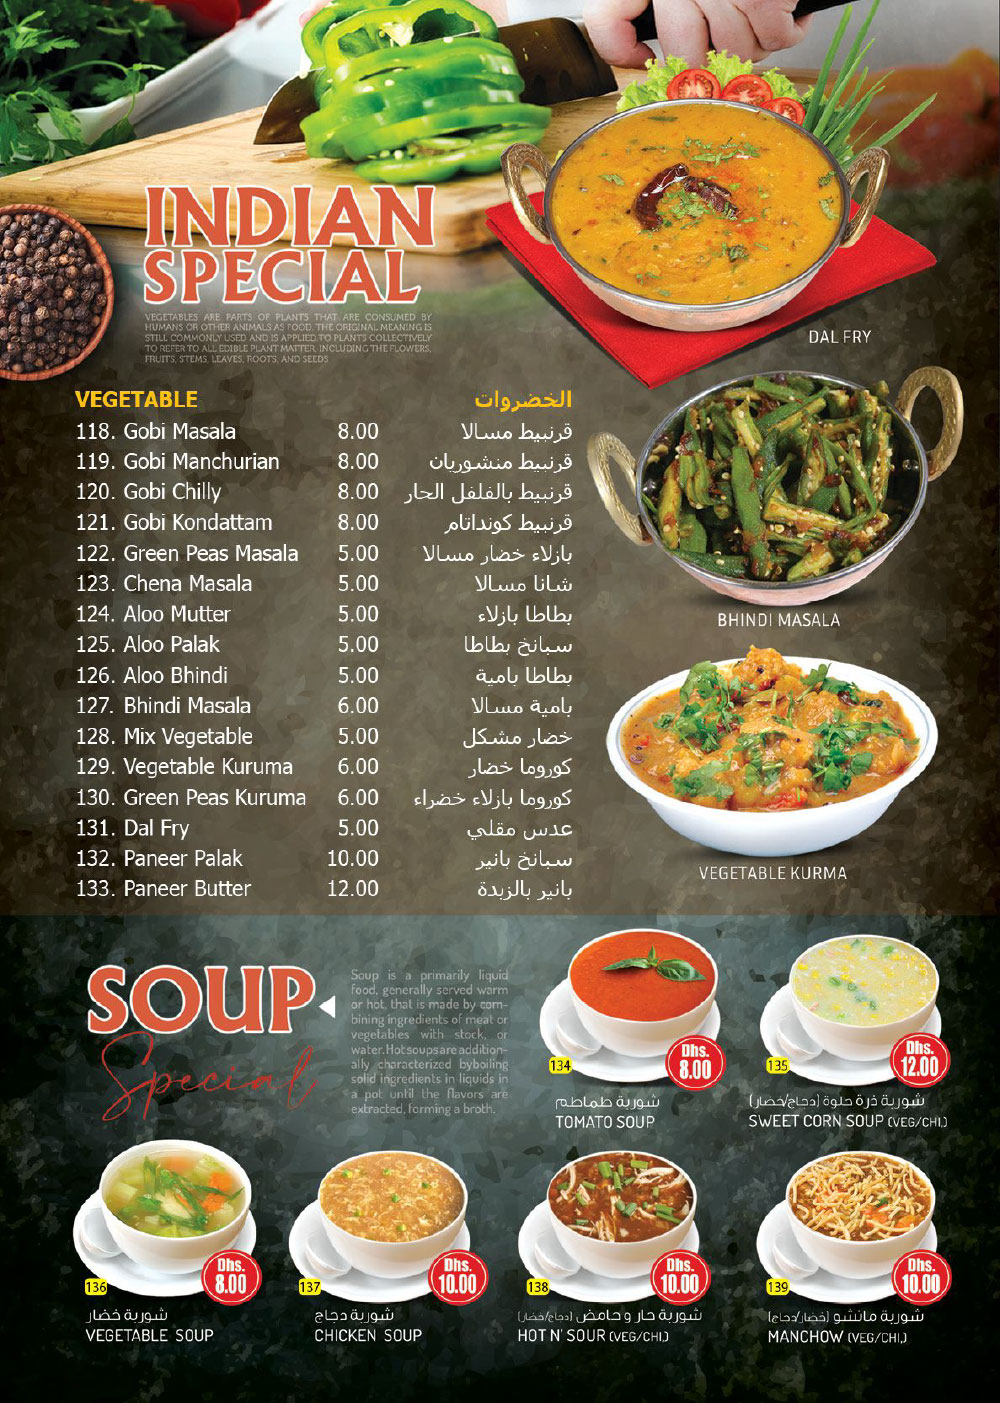 INDIAN
SPECIAL
VEGETABLES ARE PARTS OF PLANTS THAT ARE CONSUMED BY
HUMANS OR OTHER ANIMALS AS FOOD. THE ORIGINAL MEANING IS
STILL COMMONLY USED AND IS APPLIED TO PLANTS COLLECTIVELY
TO REFER TO ALL EDIBLE PLANT MATTER, INCLUDING THE FLOWERS,
FRUITS, STEMS, LEAVES, ROOTS, AND SEEDS
DAL FRY
VEGETABLE الخضروات
118. Gobi Masala 8.00 قرنبيط مسالا
119. Gobi Manchurian 8.00 قرنبيط منشوريان
120. Gobi Chilly 8.00 قرنبيط بالفلفل الحار
121. Gobi Kondattam 8.00 قرنبيط كونداتام
122. Green Peas Masala 5.00 بازلاء خضار مسالا
123. Chena Masala 5.00 شانا مسالا
124. Aloo Mutter 5.00 بطاطا بازلاء
125. Aloo Palak 5.00 سبانخ بطاطا
126. Aloo Bhindi 5.00 بطاطا بامية
127. Bhindi Masala 6.00 بامية مسالا
128. Mix Vegetable 5.00 خضار مشكل
129. Vegetable Kuruma 6.00 كوروما خضار
130. Green Peas Kuruma 6.00 كوروما بازلاء خضراء
131. Dal Fry 5.00 عدس مقلي
132. Paneer Palak 10.00 سبانخ بانير
133. Paneer Butter 12.00 بانير بالزبدة
BHINDI MASALA
VEGETABLE KURMA
SOUP
Special
Soup is a primarily liquid
food, generally served warm
or hot, that is made by com-
bining ingredients of meat or
vegetables with stock, or
water. Hot soups are addition-
ally characterized byboiling
solid ingredients in liquids in
a pot until the flavors are
extracted, forming a broth.
134
Dhs.
8.00
شوربة طماطم
TOMATO SOUP
135
Dhs.
12.00
شوربة ذرة حلوة (دجاج/خضار)
SWEET CORN SOUP (VEG/CHI.)
136
Dhs.
8.00
شوربة خضار
VEGETABLE SOUP
137
Dhs.
10.00
شوربة دجاج
CHICKEN SOUP
138
Dhs.
10.00
شوربة حار و حامض (دجاج/خضار)
HOT N' SOUR (VEG/CHI.)
139
Dhs.
10.00
شوربة مانشو (خضار/دجاج)
MANCHOW (VEG/CHI.)